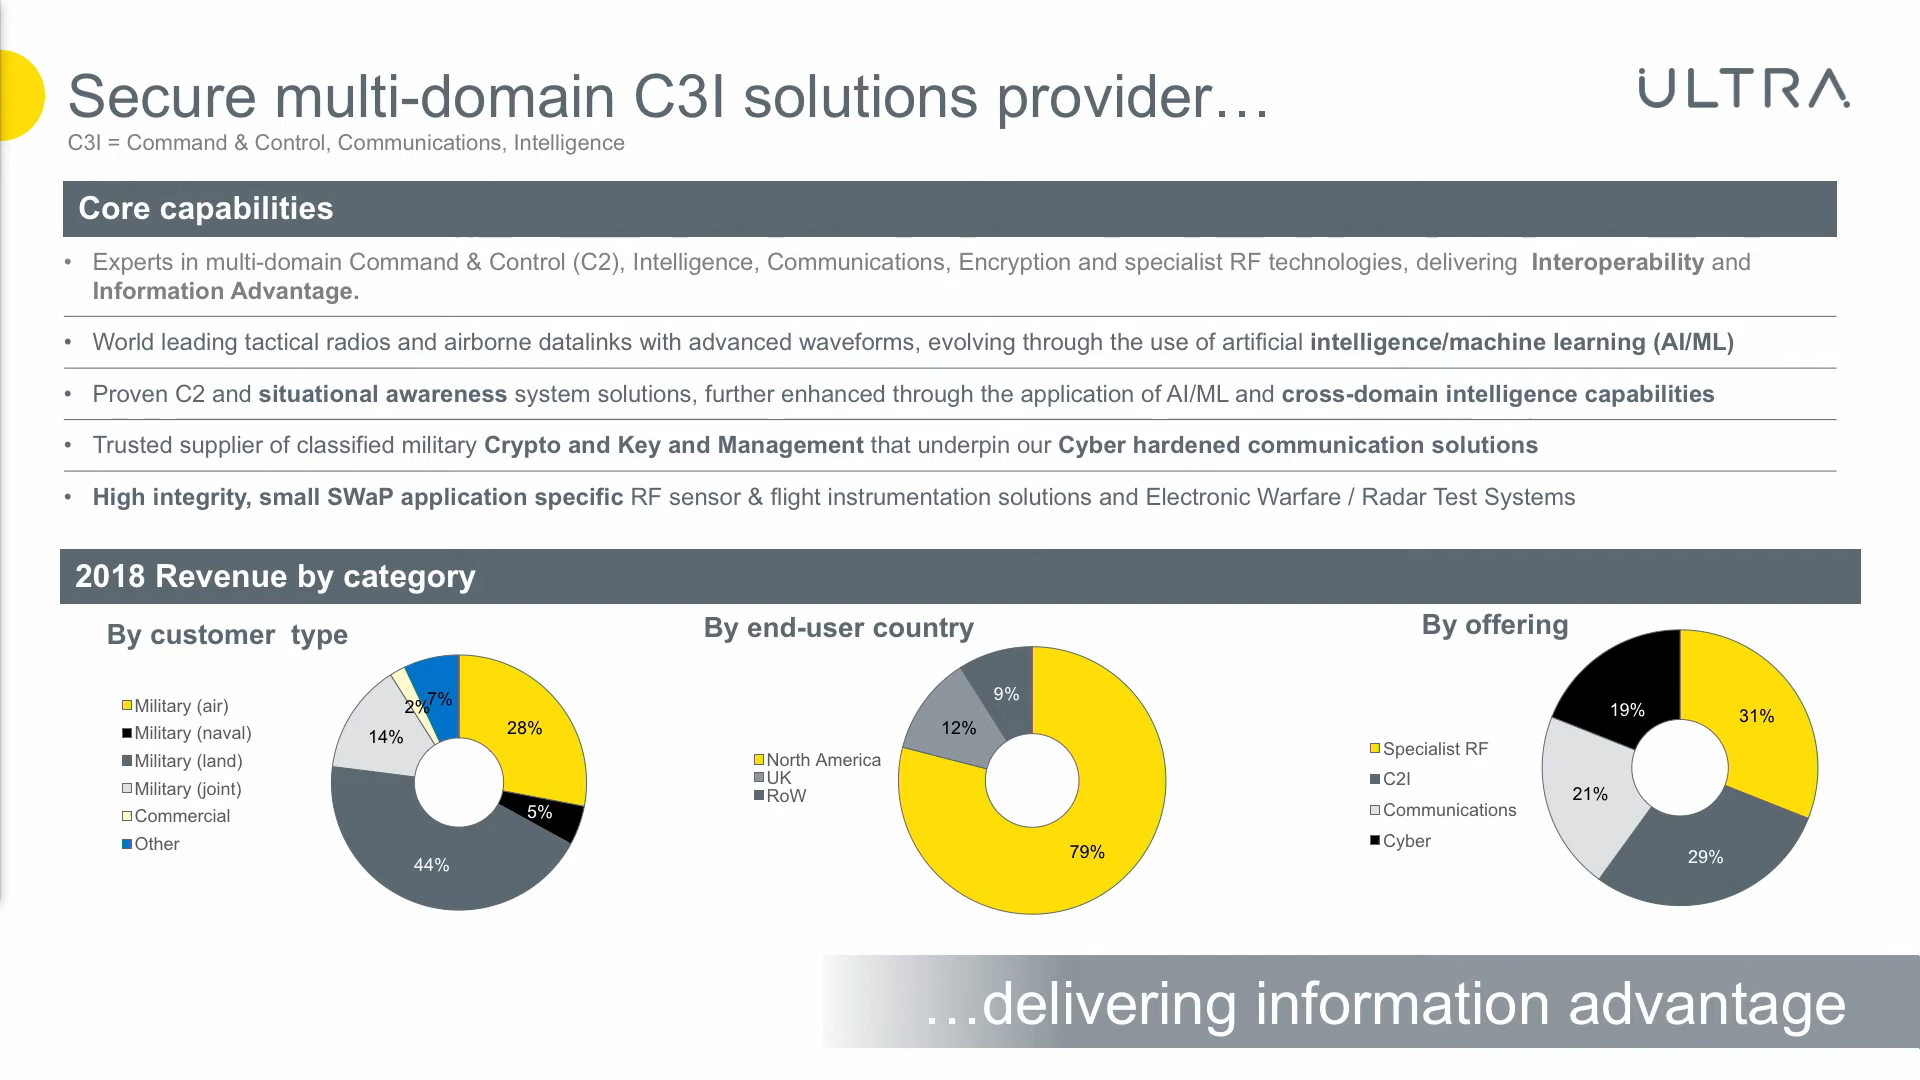 Secure multi-domain C3I solutions provider…
ULTRA
C3I = Command & Control, Communications, Intelligence
Core capabilities
• Experts in multi-domain Command & Control (C2), Intelligence, Communications, Encryption and specialist RF technologies, delivering Interoperability and
Information Advantage.
• World leading tactical radios and airborne datalinks with advanced waveforms, evolving through the use of artificial intelligence/machine learning (AI/ML)
• Proven C2 and situational awareness system solutions, further enhanced through the application of AI/ML and cross-domain intelligence capabilities
• Trusted supplier of classified military Crypto and Key and Management that underpin our Cyber hardened communication solutions
• High integrity, small SWaP application specific RF sensor & flight instrumentation solutions and Electronic Warfare / Radar Test Systems
2018 Revenue by category
By customer type
Military (air)
Military (naval)
Military (land)
Military (joint)
Commercial
Other
28%
5%
44%
14%
2%
7%
By end-user country
North America
UK
RoW
79%
12%
9%
By offering
Specialist RF
C2I
Communications
Cyber
31%
29%
21%
19%
…delivering information advantage